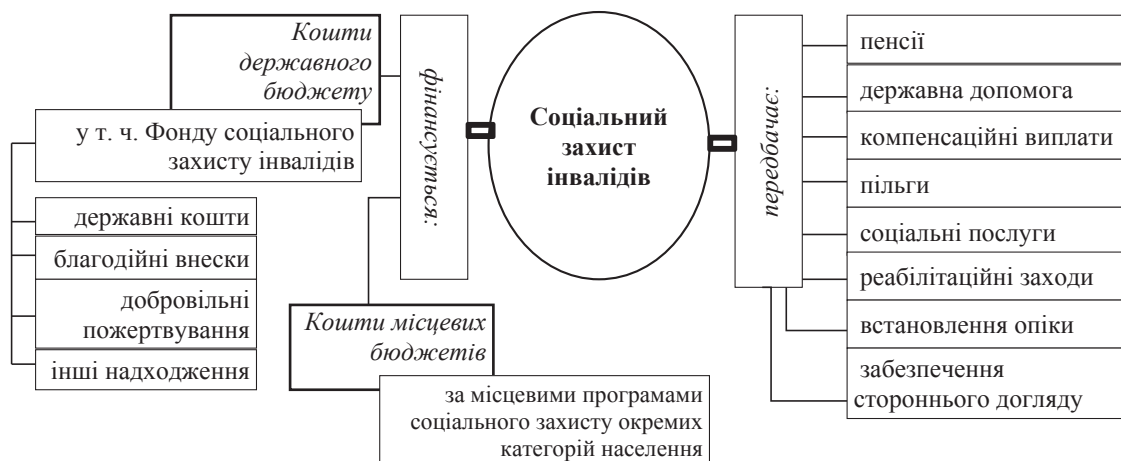 Кошти
державного
бюджету
у т. ч. Фонду соціального
захисту інвалідів
державні кошти
благодійні внески
добровільні
пожертвування
інші надходження
фінансується:
Кошти місцевих
бюджетів
за місцевими програмами
соціального захисту окремих
категорій населення
Соціальний
захист
інвалідів
передбачає:
пенсії
державна допомога
компенсаційні виплати
пільги
соціальні послуги
реабілітаційні заходи
встановлення опіки
забезпечення
стороннього догляду